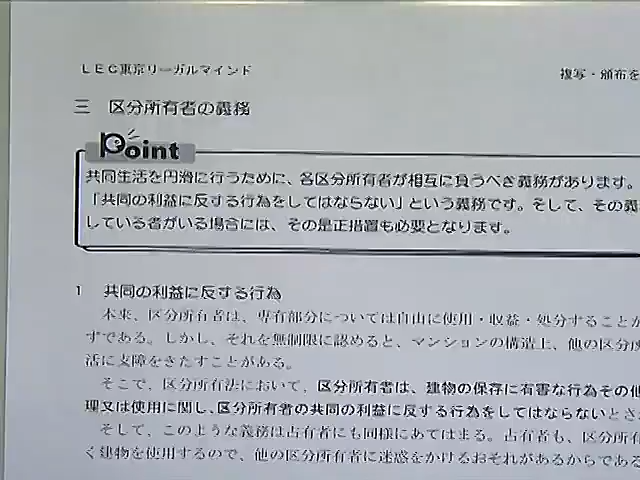 LEC東京リーガルマインド
複写・頒布を
三 区分所有者の義務
Point
共同生活を円滑に行うために、各区分所有者が相互に負うべき義務があります。
「共同の利益に反する行為をしてはならない」という義務です。そして、その義
している者がいる場合には、その是正措置も必要となります。
1 共同の利益に反する行為
本来、区分所有者は、専有部分については自由に使用・収益・処分することが
ずである。しかし、それを無制限に認めると、マンションの構造上、他の区分所
活に支障をきたすことがある。
そこで、区分所有法において、区分所有者は、建物の保存に有害な行為その他
理又は使用に関し、区分所有者の共同の利益に反する行為をしてはならないとさ
そして、このような義務は占有者にも同様にあてはまる。占有者も、区分所有
く建物を使用するので、他の区分所有者に迷惑をかけるおそれがあるからであ